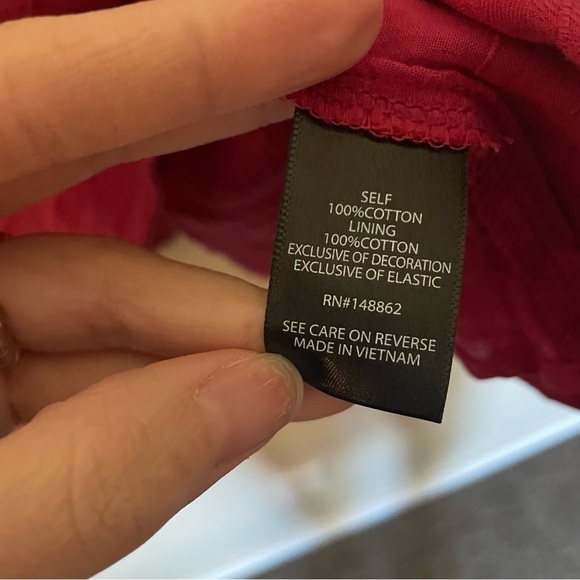 SELF
100%COTTON
LINING
100%COTTON
EXCLUSIVE OF DECORATION
EXCLUSIVE OF ELASTIC
RN#148862
SEE CARE ON REVERSE
MADE IN VIETNAM